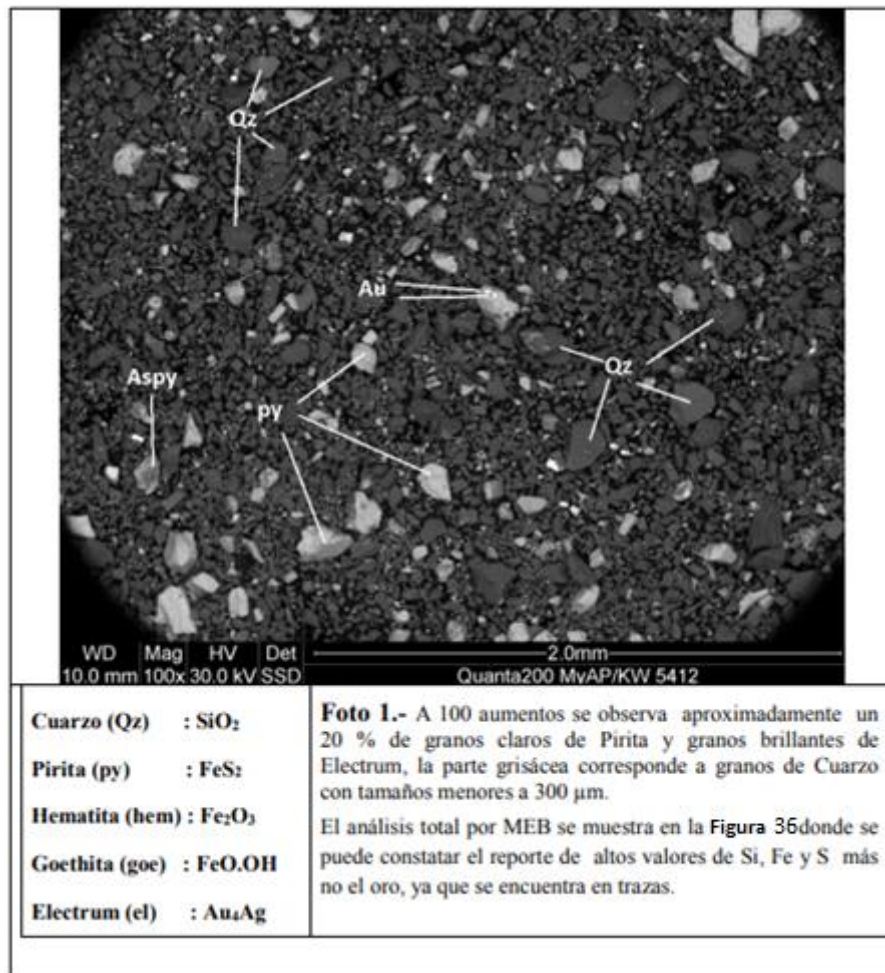 Qz
Au
Qz
Aspy
py
WD Mag HV Det 2.0mm
10.0 mm 100x 30.0 kV SSD Quanta200 MyAP/KW 5412
Cuarzo (Qz) : SiO₂
Pirita (py) : FeS₂
Hematita (hem) : Fe₂O₃
Goethita (goe) : FeO.OH
Electrum (el) : Au₄Ag
Foto 1.- A 100 aumentos se observa aproximadamente un
20 % de granos claros de Pirita y granos brillantes de
Electrum, la parte grisácea corresponde a granos de Cuarzo
con tamaños menores a 300 µm.
El análisis total por MEB se muestra en la Figura 36donde se
puede constatar el reporte de altos valores de Si, Fe y S más
no el oro, ya que se encuentra en trazas.